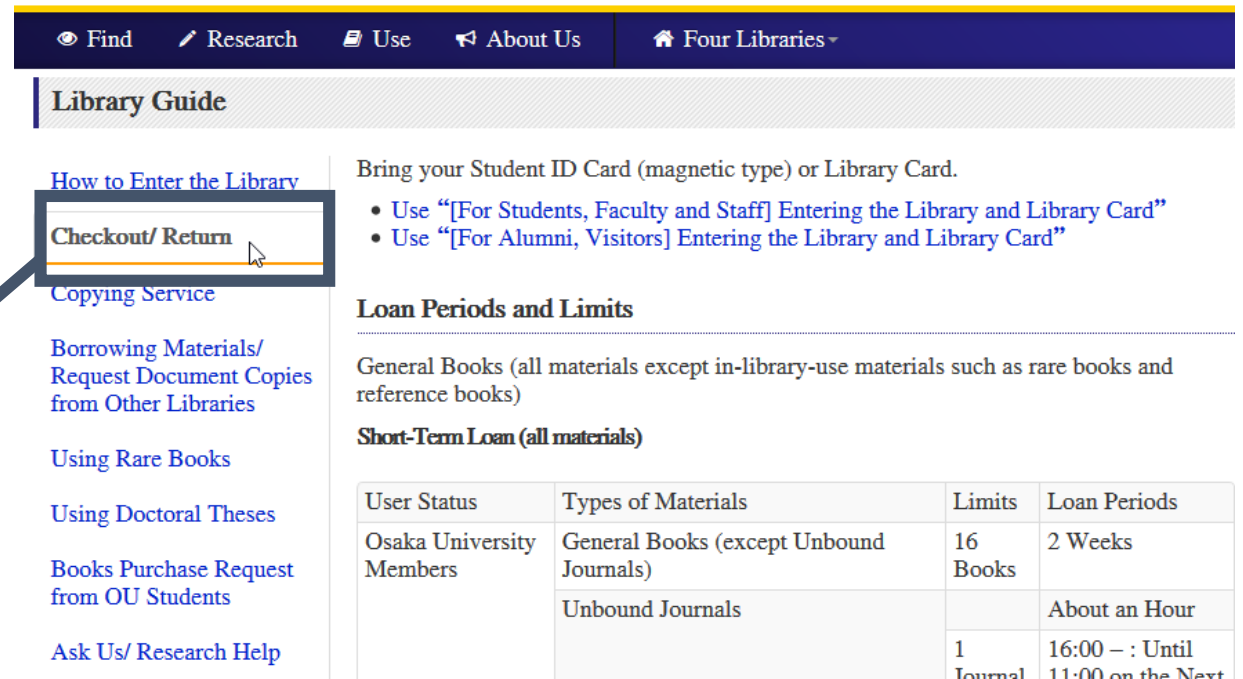 Find Research Use About Us Four Libraries
Library Guide
How to Enter the Library
Checkout/ Return
Copying Service
Borrowing Materials/
Request Document Copies
from Other Libraries
Using Rare Books
Using Doctoral Theses
Books Purchase Request
from OU Students
Ask Us/ Research Help
Bring your Student ID Card (magnetic type) or Library Card.
• Use “[For Students, Faculty and Staff] Entering the Library and Library Card”
• Use “[For Alumni, Visitors] Entering the Library and Library Card”
Loan Periods and Limits
General Books (all materials except in-library-use materials such as rare books and
reference books)
Short-Term Loan (all materials)
User Status Types of Materials Limits Loan Periods
Osaka University General Books (except Unbound 16 2 Weeks
Members Journals) Books
Unbound Journals About an Hour
1 16:00 – : Until
Journal 11:00 on the Next